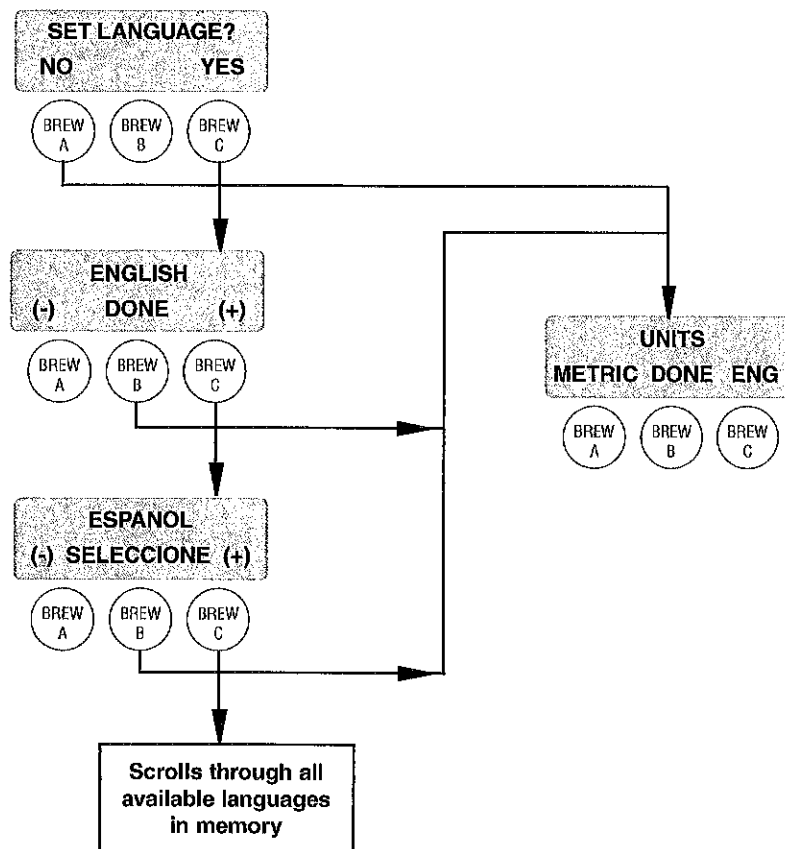 SET LANGUAGE?
NO YES
BREW
A
BREW
B
BREW
C
ENGLISH
(-) DONE (+)
BREW
A
BREW
B
BREW
C
UNITS
METRIC DONE ENG
BREW
A
BREW
B
BREW
C
ESPANOL
(-) SELECCIONE (+)
BREW
A
BREW
B
BREW
C
Scrolls through all
available languages
in memory